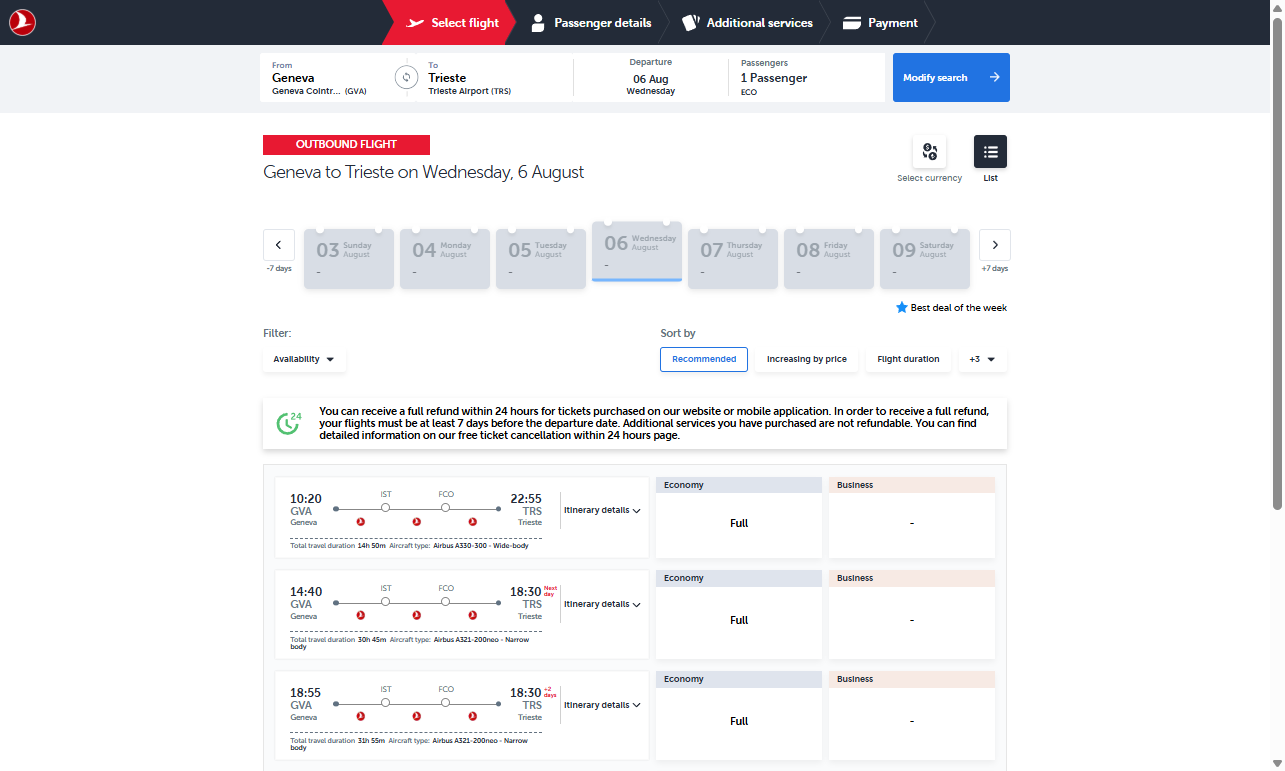 Select flight
Passenger details
Additional services
Payment
From
Geneva
Geneva Cointr... (GVA)
To
Trieste
Trieste Airport (TRS)
Departure
06 Aug
Wednesday
Passengers
1 Passenger
ECO
Modify search
OUTBOUND FLIGHT
Geneva to Trieste on Wednesday, 6 August
Select currency
List
-7 days
03 Sunday August
-
04 Monday August
-
05 Tuesday August
-
06 Wednesday August
-
07 Thursday August
-
08 Friday August
-
09 Saturday August
-
+7 days
Best deal of the week
Filter:
Availability
Sort by
Recommended
Increasing by price
Flight duration
+3
24
You can receive a full refund within 24 hours for tickets purchased on our website or mobile application. In order to receive a full refund,
your flights must be at least 7 days before the departure date. Additional services you have purchased are not refundable. You can find
detailed information on our free ticket cancellation within 24 hours page.
10:20
GVA
Geneva
IST
FCO
22:55
TRS
Trieste
Itinerary details
Total travel duration 14h 50m Aircraft type: Airbus A330-300 - Wide-body
Economy
Full
Business
-
14:40
GVA
Geneva
IST
FCO
18:30 Next day
TRS
Trieste
Itinerary details
Total travel duration 30h 45m Aircraft type: Airbus A321-200neo - Narrow
body
Economy
Full
Business
-
18:55
GVA
Geneva
IST
FCO
18:30 +2 days
TRS
Trieste
Itinerary details
Total travel duration 31h 55m Aircraft type: Airbus A321-200neo - Narrow
body
Economy
Full
Business
-